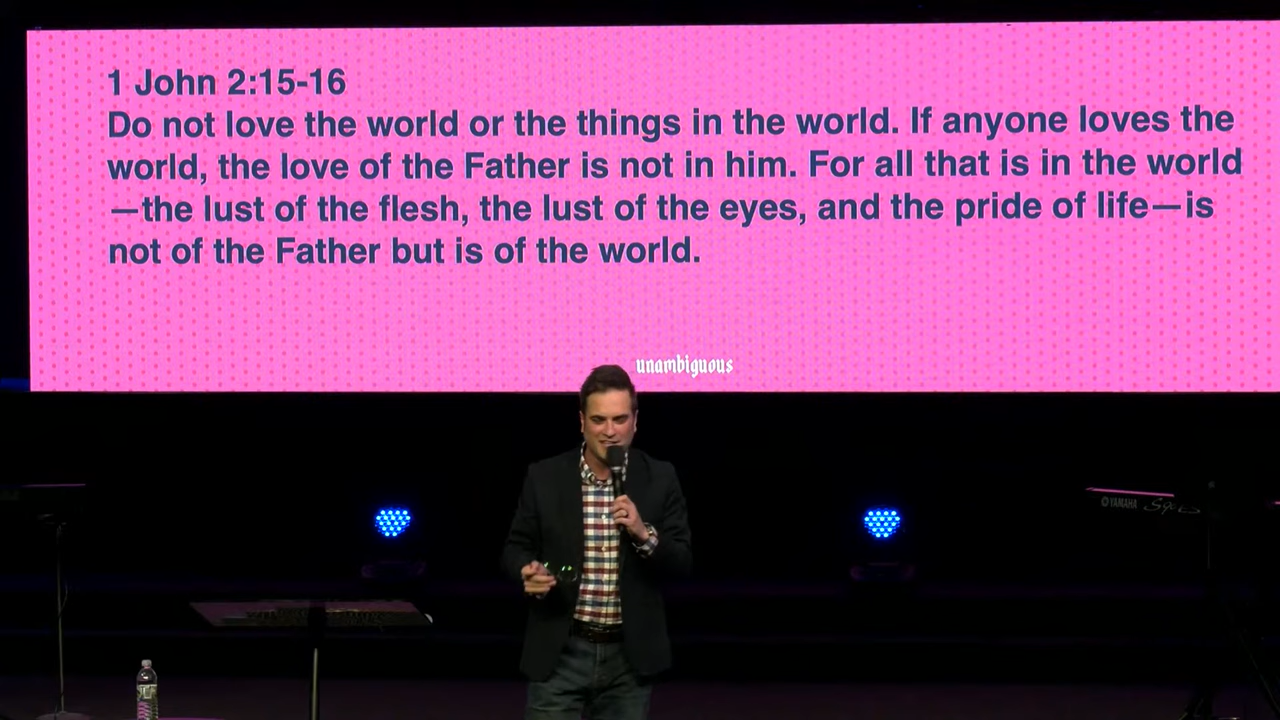 1 John 2:15-16
Do not love the world or the things in the world. If anyone loves the
world, the love of the Father is not in him. For all that is in the world
—the lust of the flesh, the lust of the eyes, and the pride of life—is
not of the Father but is of the world.
unambiguous
YAMAHA